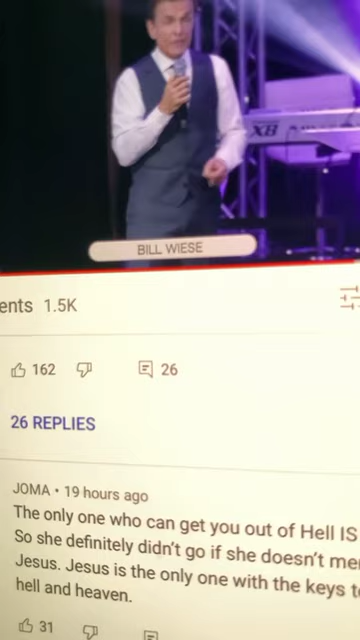 X8
BILL WIESE
ents 1.5K
162 26
26 REPLIES
JOMA • 19 hours ago
The only one who can get you out of Hell IS
So she definitely didn't go if she doesn't me
Jesus. Jesus is the only one with the keys t
hell and heaven.
31